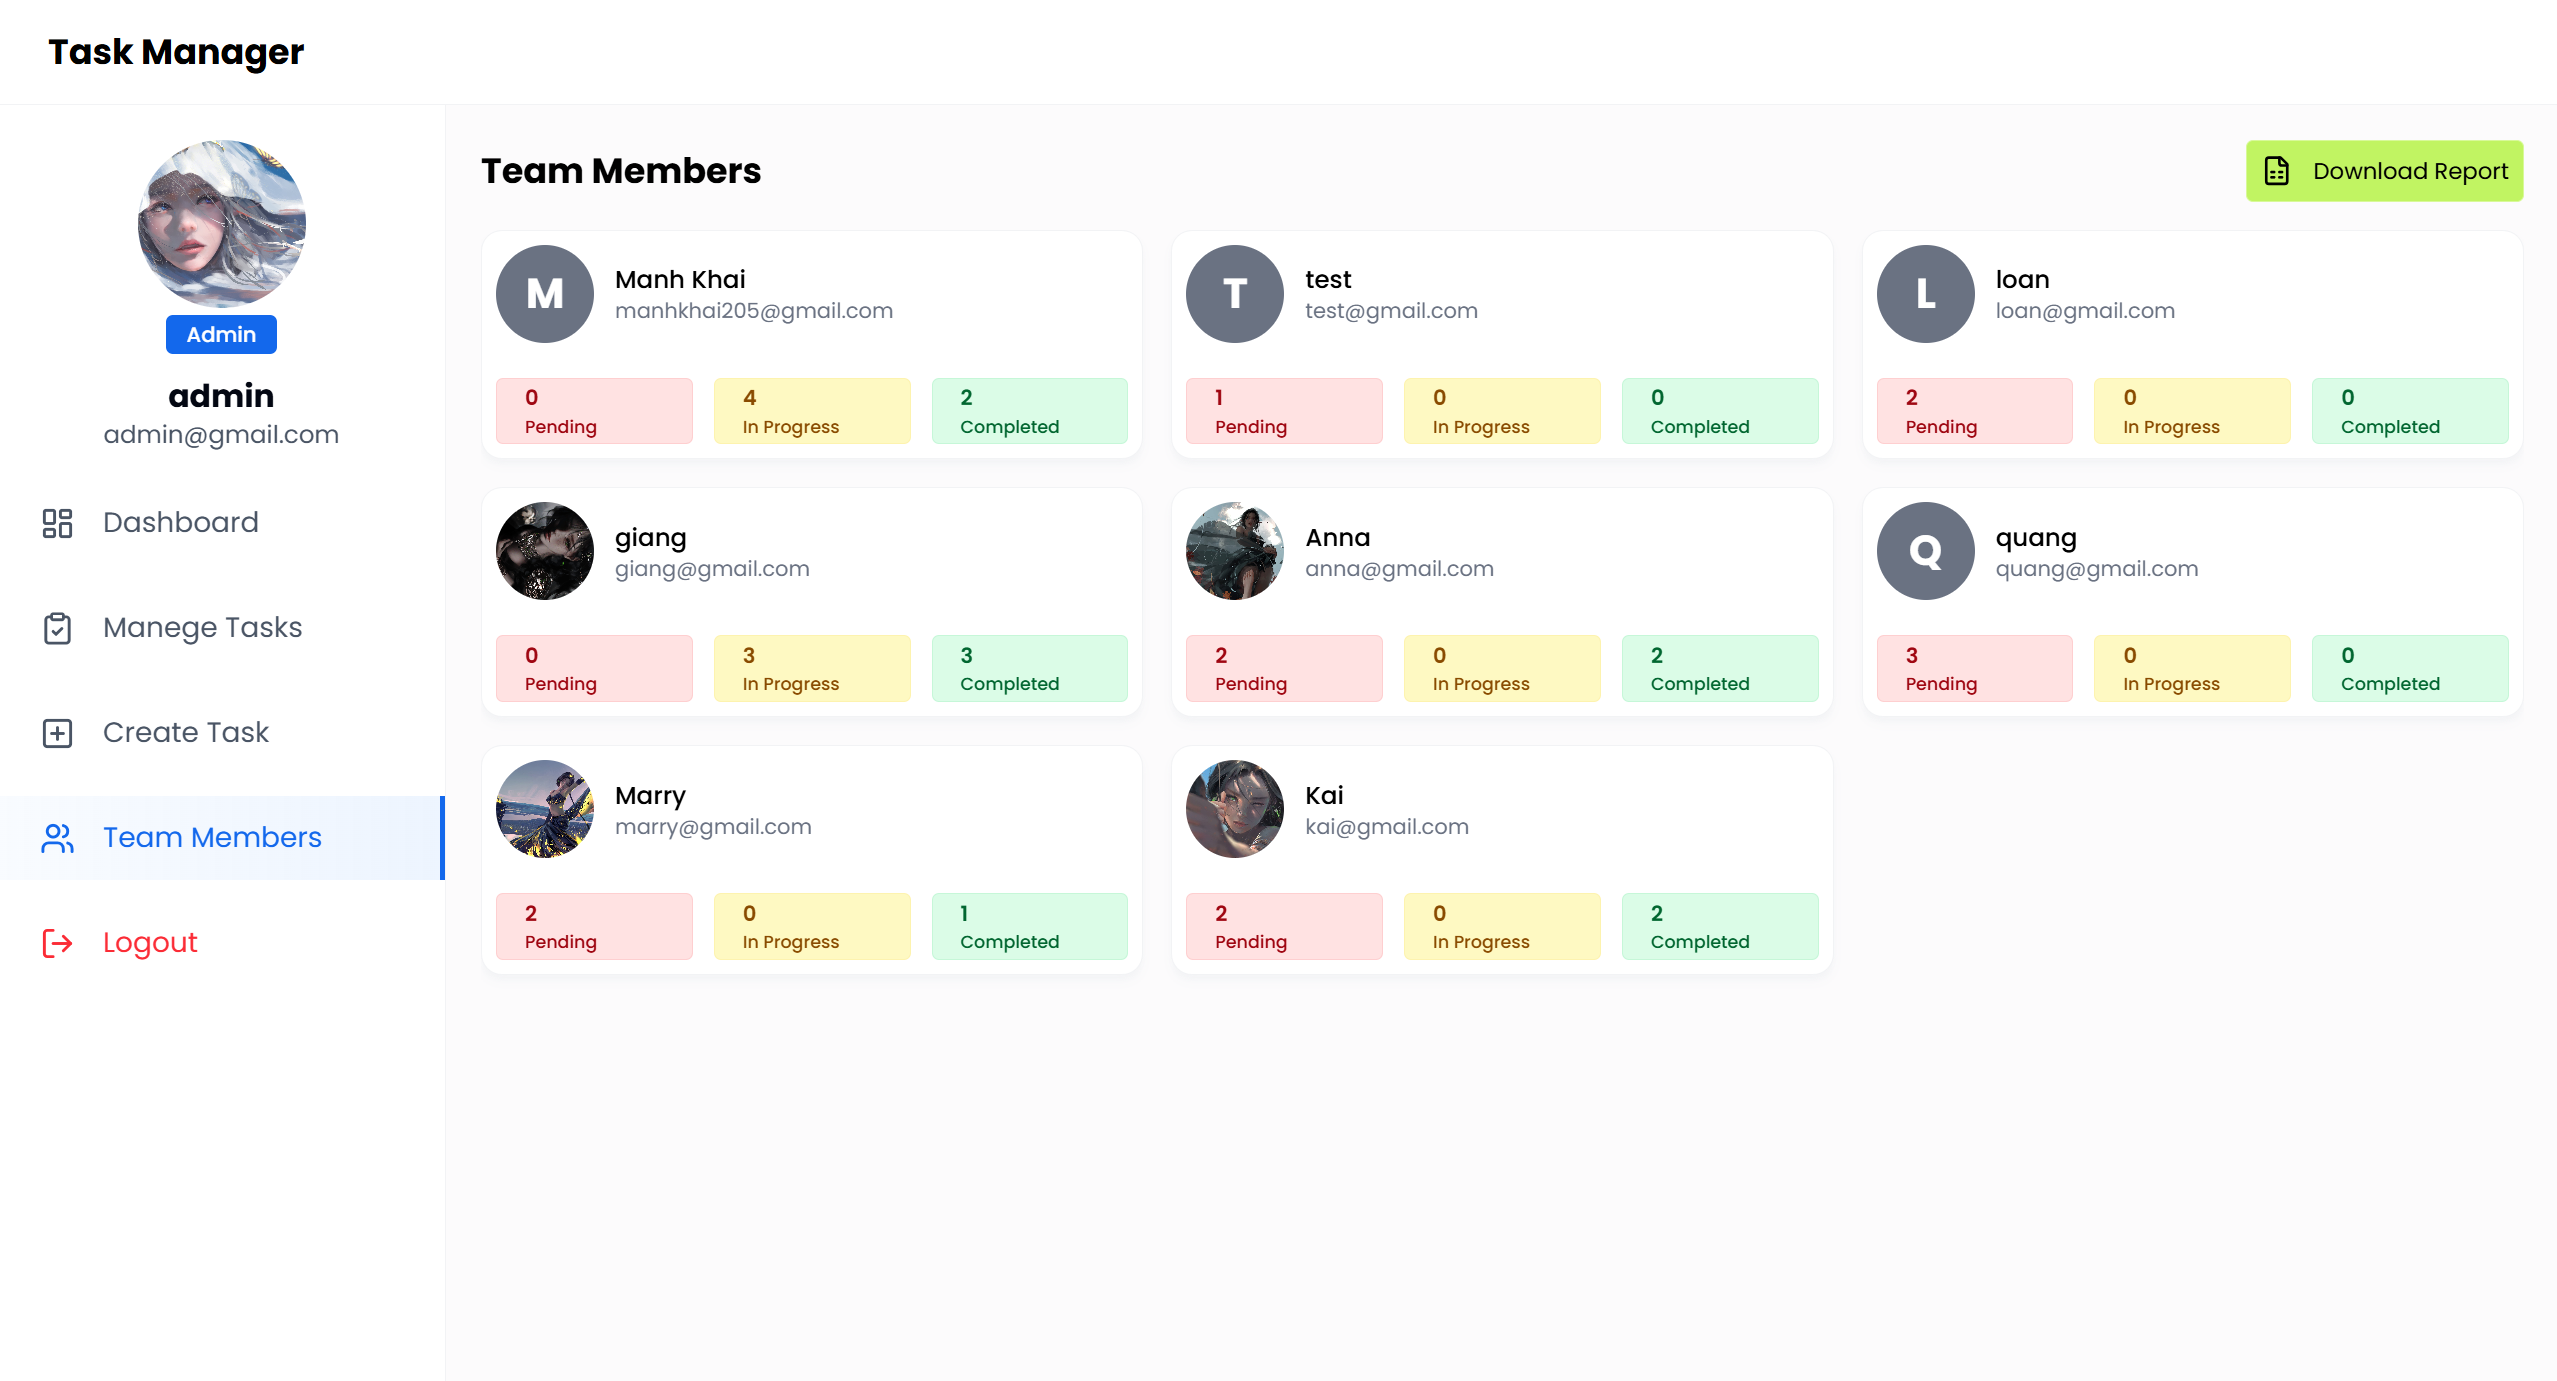 Task Manager
Admin
admin
admin@gmail.com
Dashboard
Manege Tasks
Create Task
Team Members
Logout
Team Members
Download Report
M
Manh Khai
manhkhai205@gmail.com
0
Pending
4
In Progress
2
Completed
T
test
test@gmail.com
1
Pending
0
In Progress
0
Completed
L
loan
loan@gmail.com
2
Pending
0
In Progress
0
Completed
giang
giang@gmail.com
0
Pending
3
In Progress
3
Completed
Anna
anna@gmail.com
2
Pending
0
In Progress
2
Completed
Q
quang
quang@gmail.com
3
Pending
0
In Progress
0
Completed
Marry
marry@gmail.com
2
Pending
0
In Progress
1
Completed
Kai
kai@gmail.com
2
Pending
0
In Progress
2
Completed